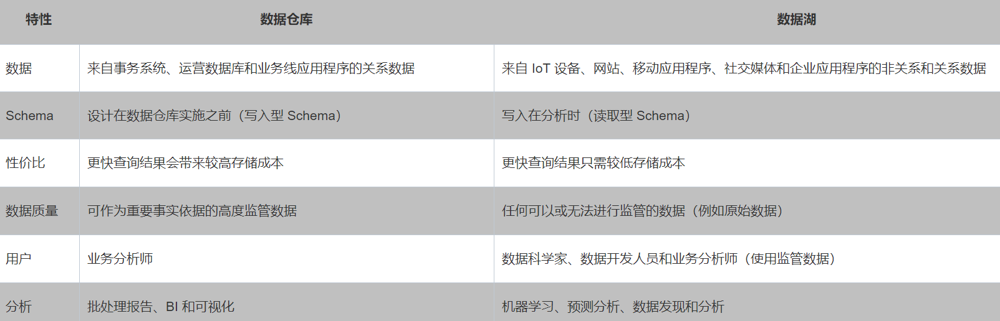 特性 数据仓库 数据湖
数据 来自事务系统、运营数据库和业务线应用程序的关系数据 来自 IoT 设备、网站、移动应用程序、社交媒体和企业应用程序的非关系和关系数据
Schema 设计在数据仓库实施之前（写入型 Schema） 写入在分析时（读取型 Schema）
性价比 更快查询结果会带来较高存储成本 更快查询结果只需较低存储成本
数据质量 可作为重要事实依据的高度监管数据 任何可以或无法进行监管的数据（例如原始数据）
用户 业务分析师 数据科学家、数据开发人员和业务分析师（使用监管数据）
分析 批处理报告、BI 和可视化 机器学习、预测分析、数据发现和分析